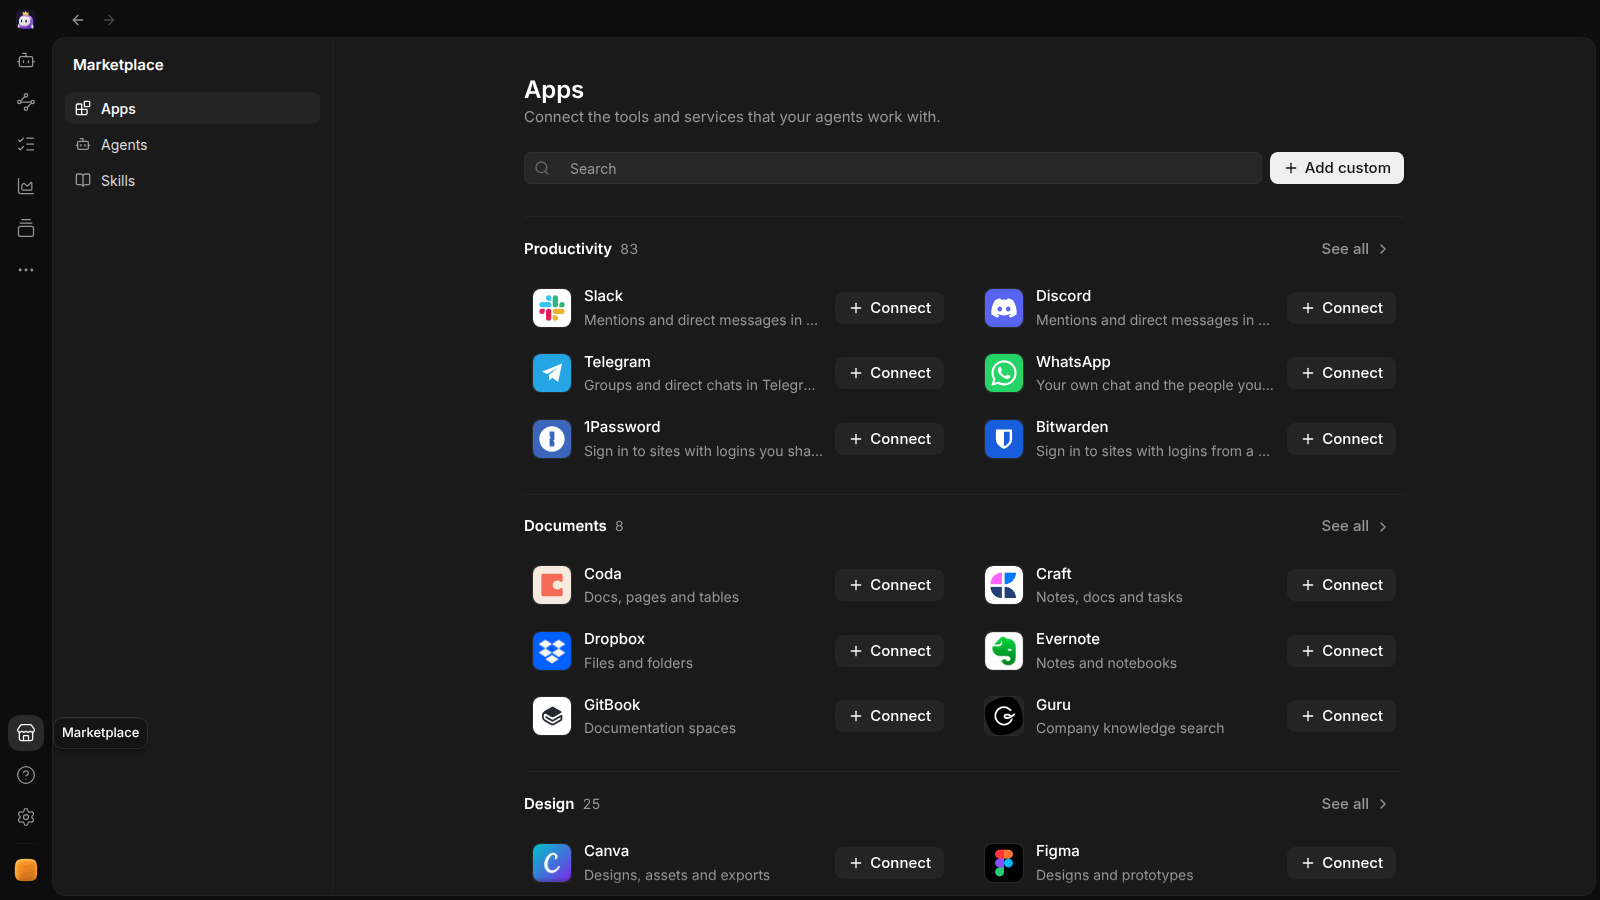 Marketplace
Apps
Agents
Skills
Marketplace
Apps
Connect the tools and services that your agents work with.
Search
+ Add custom
Productivity 83
See all
Slack
Mentions and direct messages in ...
+ Connect
Discord
Mentions and direct messages in ...
+ Connect
Telegram
Groups and direct chats in Telegr...
+ Connect
WhatsApp
Your own chat and the people you...
+ Connect
1Password
Sign in to sites with logins you sha...
+ Connect
Bitwarden
Sign in to sites with logins from a ...
+ Connect
Documents 8
See all
Coda
Docs, pages and tables
+ Connect
Craft
Notes, docs and tasks
+ Connect
Dropbox
Files and folders
+ Connect
Evernote
Notes and notebooks
+ Connect
GitBook
Documentation spaces
+ Connect
Guru
Company knowledge search
+ Connect
Design 25
See all
Canva
Designs, assets and exports
+ Connect
Figma
Designs and prototypes
+ Connect